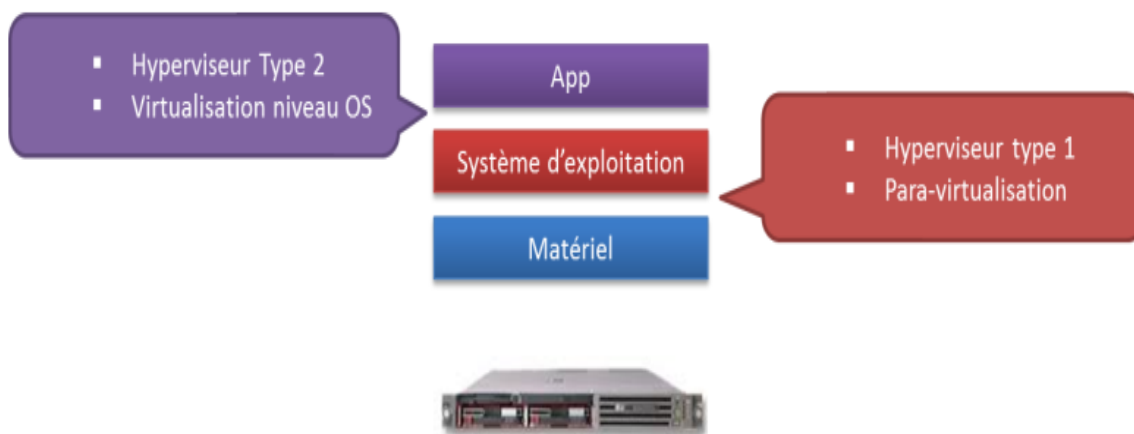 ▪ Hyperviseur Type 2
▪ Virtualisation niveau OS
App
Système d’exploitation
Matériel
▪ Hyperviseur type 1
▪ Para-virtualisation